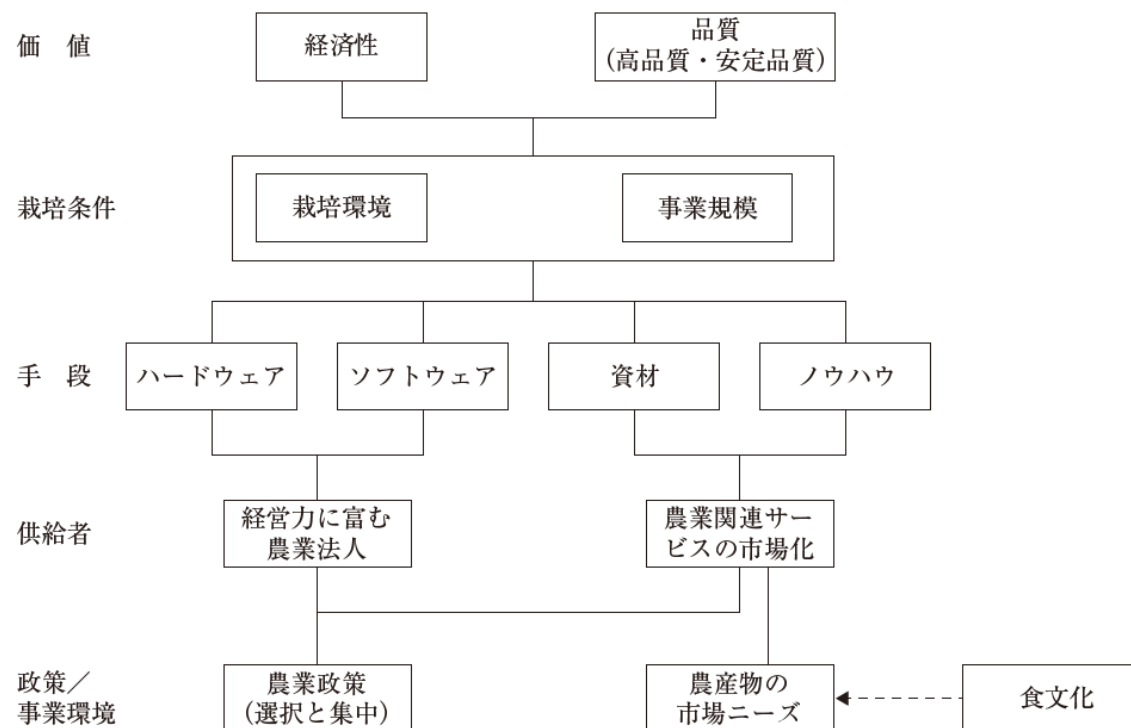 価　値
経済性
品質
(高品質・安定品質)
栽培条件
栽培環境
事業規模
手　段
ハードウェア
ソフトウェア
資材
ノウハウ
供給者
経営力に富む
農業法人
農業関連サー
ビスの市場化
政策／
事業環境
農業政策
(選択と集中)
農産物の
市場ニーズ
食文化